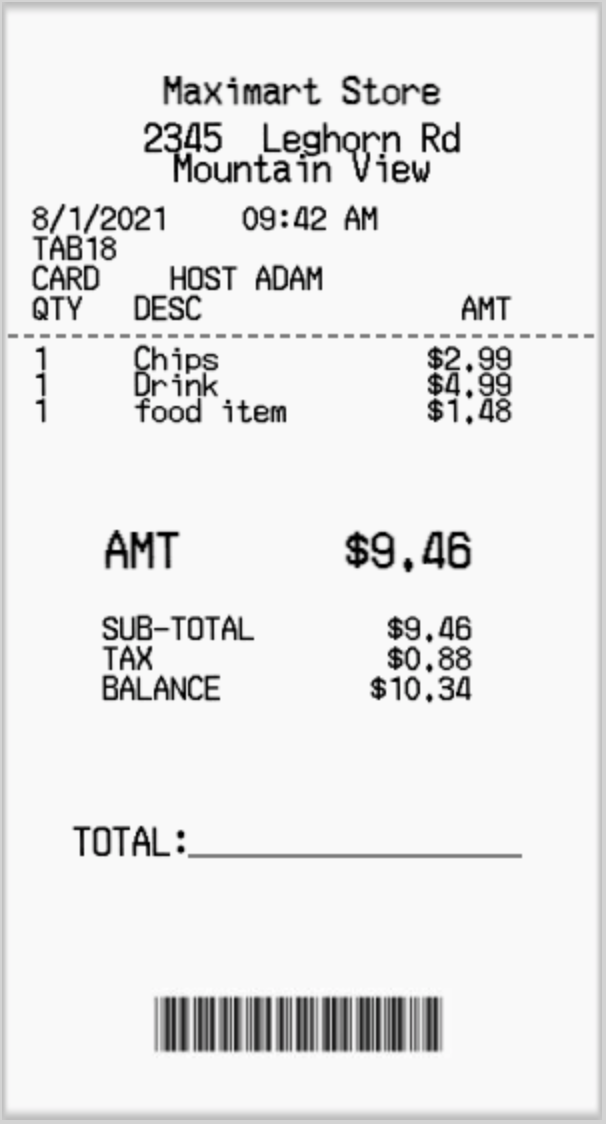 Maximart Store
2345 Leghorn Rd
Mountain View
8/1/2021 09:42 AM
TAB18
CARD HOST ADAM
QTY DESC AMT
1 Chips $2.99
1 Drink $4.99
1 food item $1.48
AMT $9.46
SUB-TOTAL $9.46
TAX $0.88
BALANCE $10.34
TOTAL: